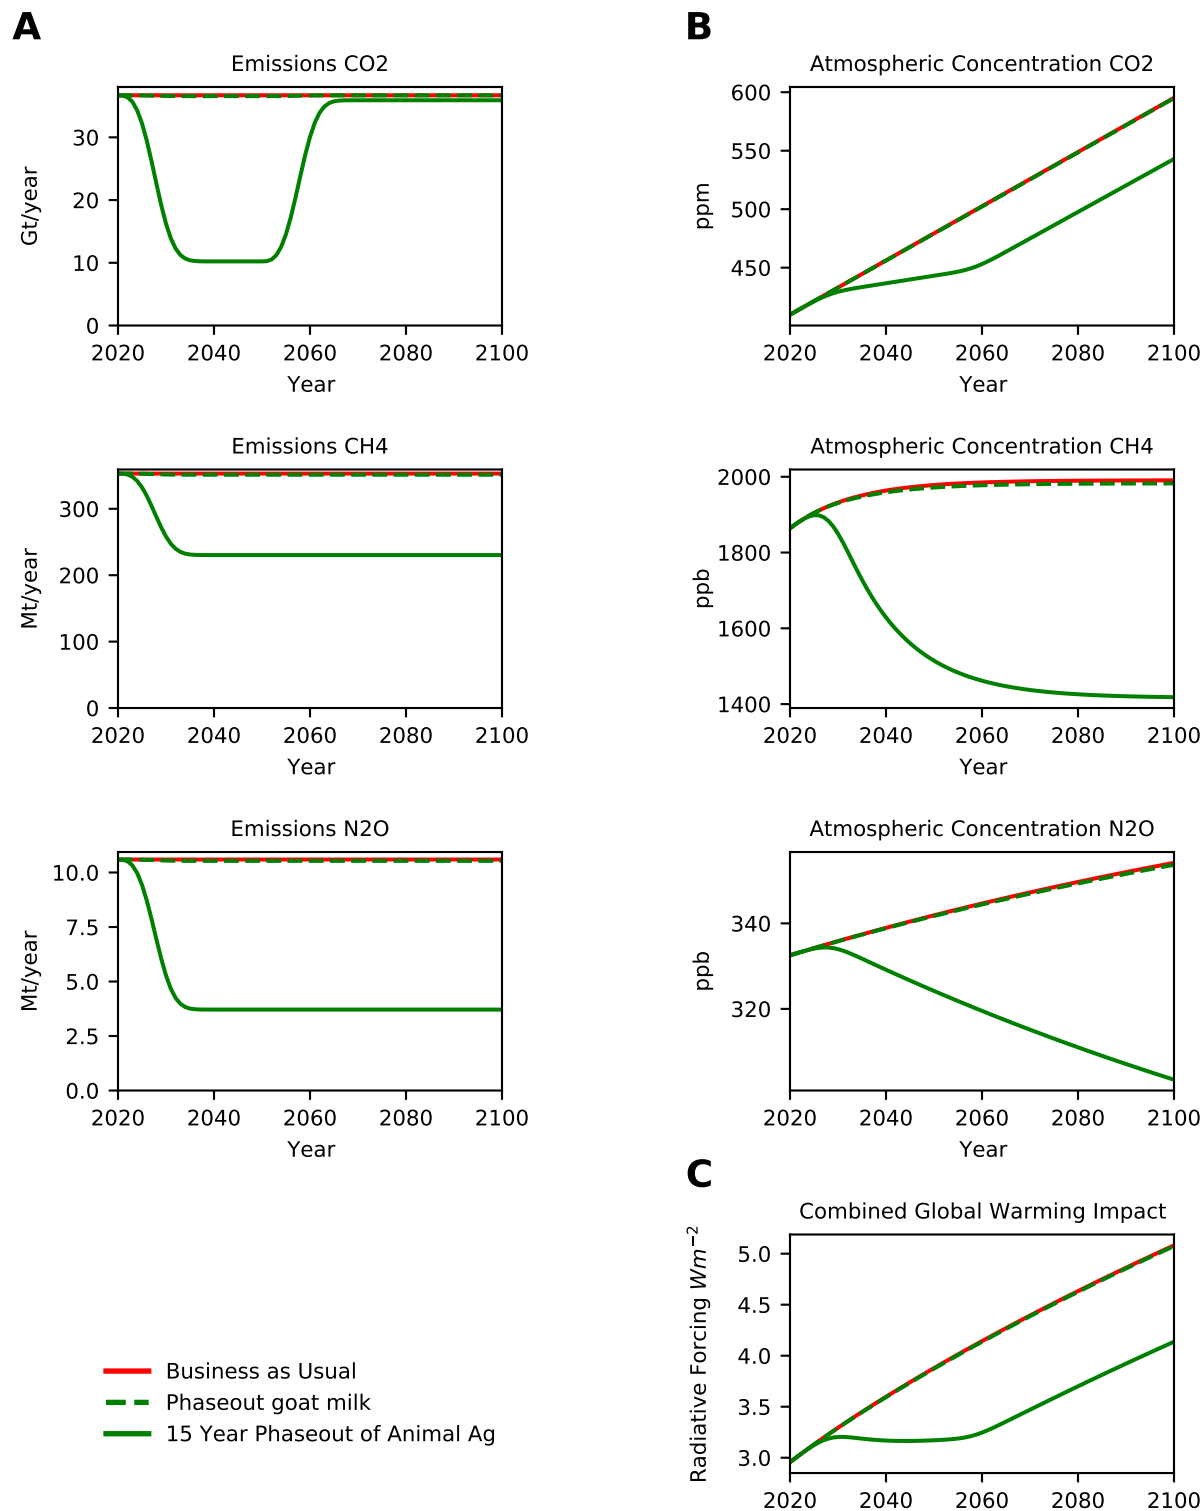 A
B
Emissions CO2
Gt/year
30
20
10
0
2020 2040 2060 2080 2100
Year
Atmospheric Concentration CO2
ppm
600
550
500
450
2020 2040 2060 2080 2100
Year
Emissions CH4
Mt/year
300
200
100
0
2020 2040 2060 2080 2100
Year
Atmospheric Concentration CH4
ppb
2000
1800
1600
1400
2020 2040 2060 2080 2100
Year
Emissions N2O
Mt/year
10.0
7.5
5.0
2.5
0.0
2020 2040 2060 2080 2100
Year
Atmospheric Concentration N2O
ppb
340
320
2020 2040 2060 2080 2100
Year
C
Combined Global Warming Impact
Radiative Forcing Wm⁻²
5.0
4.5
4.0
3.5
3.0
2020 2040 2060 2080 2100
Business as Usual
Phaseout goat milk
15 Year Phaseout of Animal Ag